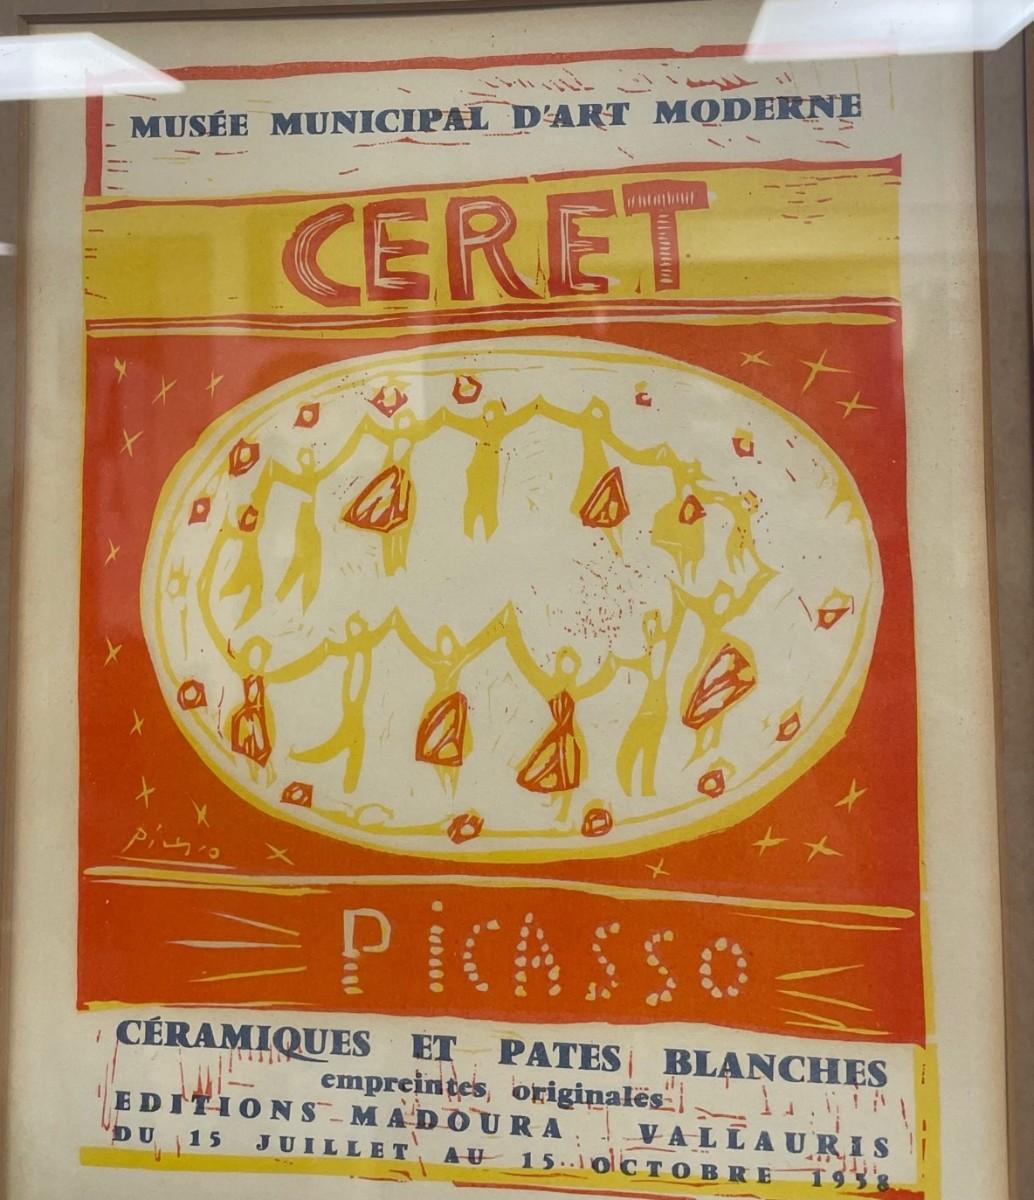 MUSÉE MUNICIPAL D'ART MODERNE
CERET
Picasso
PiCASSO
CÉRAMIQUES ET PATES BLANCHES
empreintes originales
EDITIONS MADOURA VALLAURIS
DU 15 JUILLET AU 15 OCTOBRE 1958